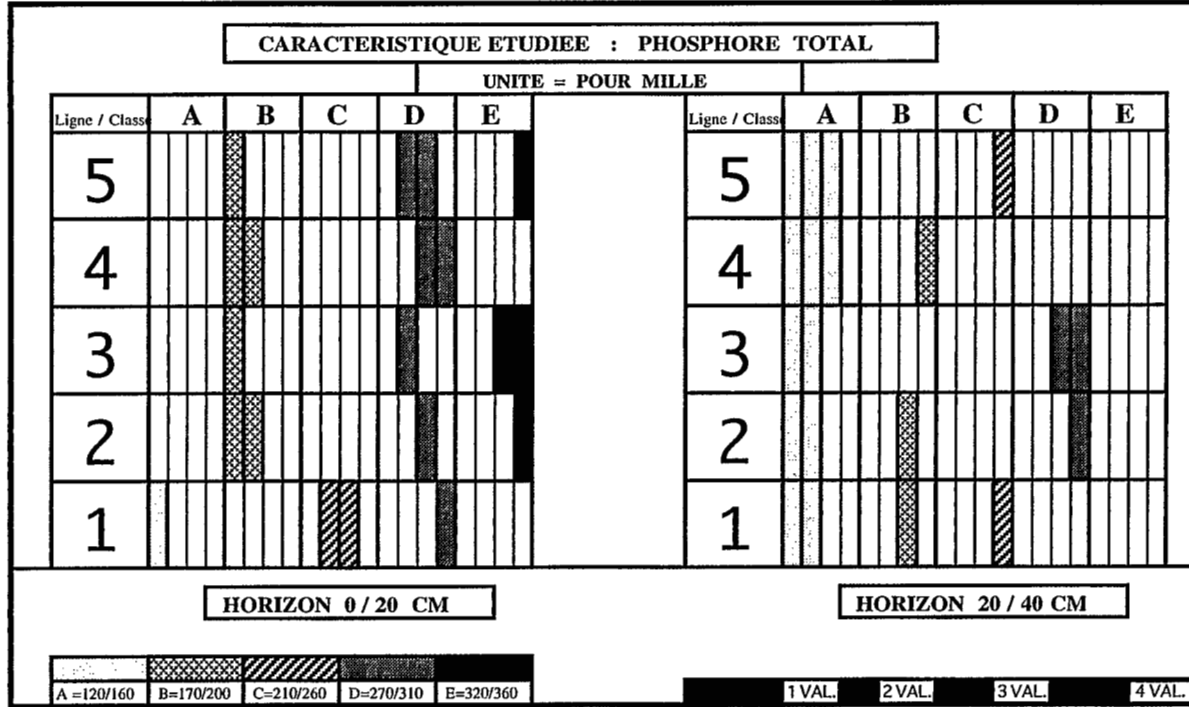 CARACTERISTIQUE ETUDIEE : PHOSPHORE TOTAL
UNITE = POUR MILLE
Ligne / Classe A B C D E
5
4
3
2
1
HORIZON 0 / 20 CM
Ligne / Classe A B C D E
5
4
3
2
1
HORIZON 20 / 40 CM
A =120/160 B=170/200 C=210/260 D=270/310 E=320/360
1 VAL. 2 VAL. 3 VAL. 4 VAL.